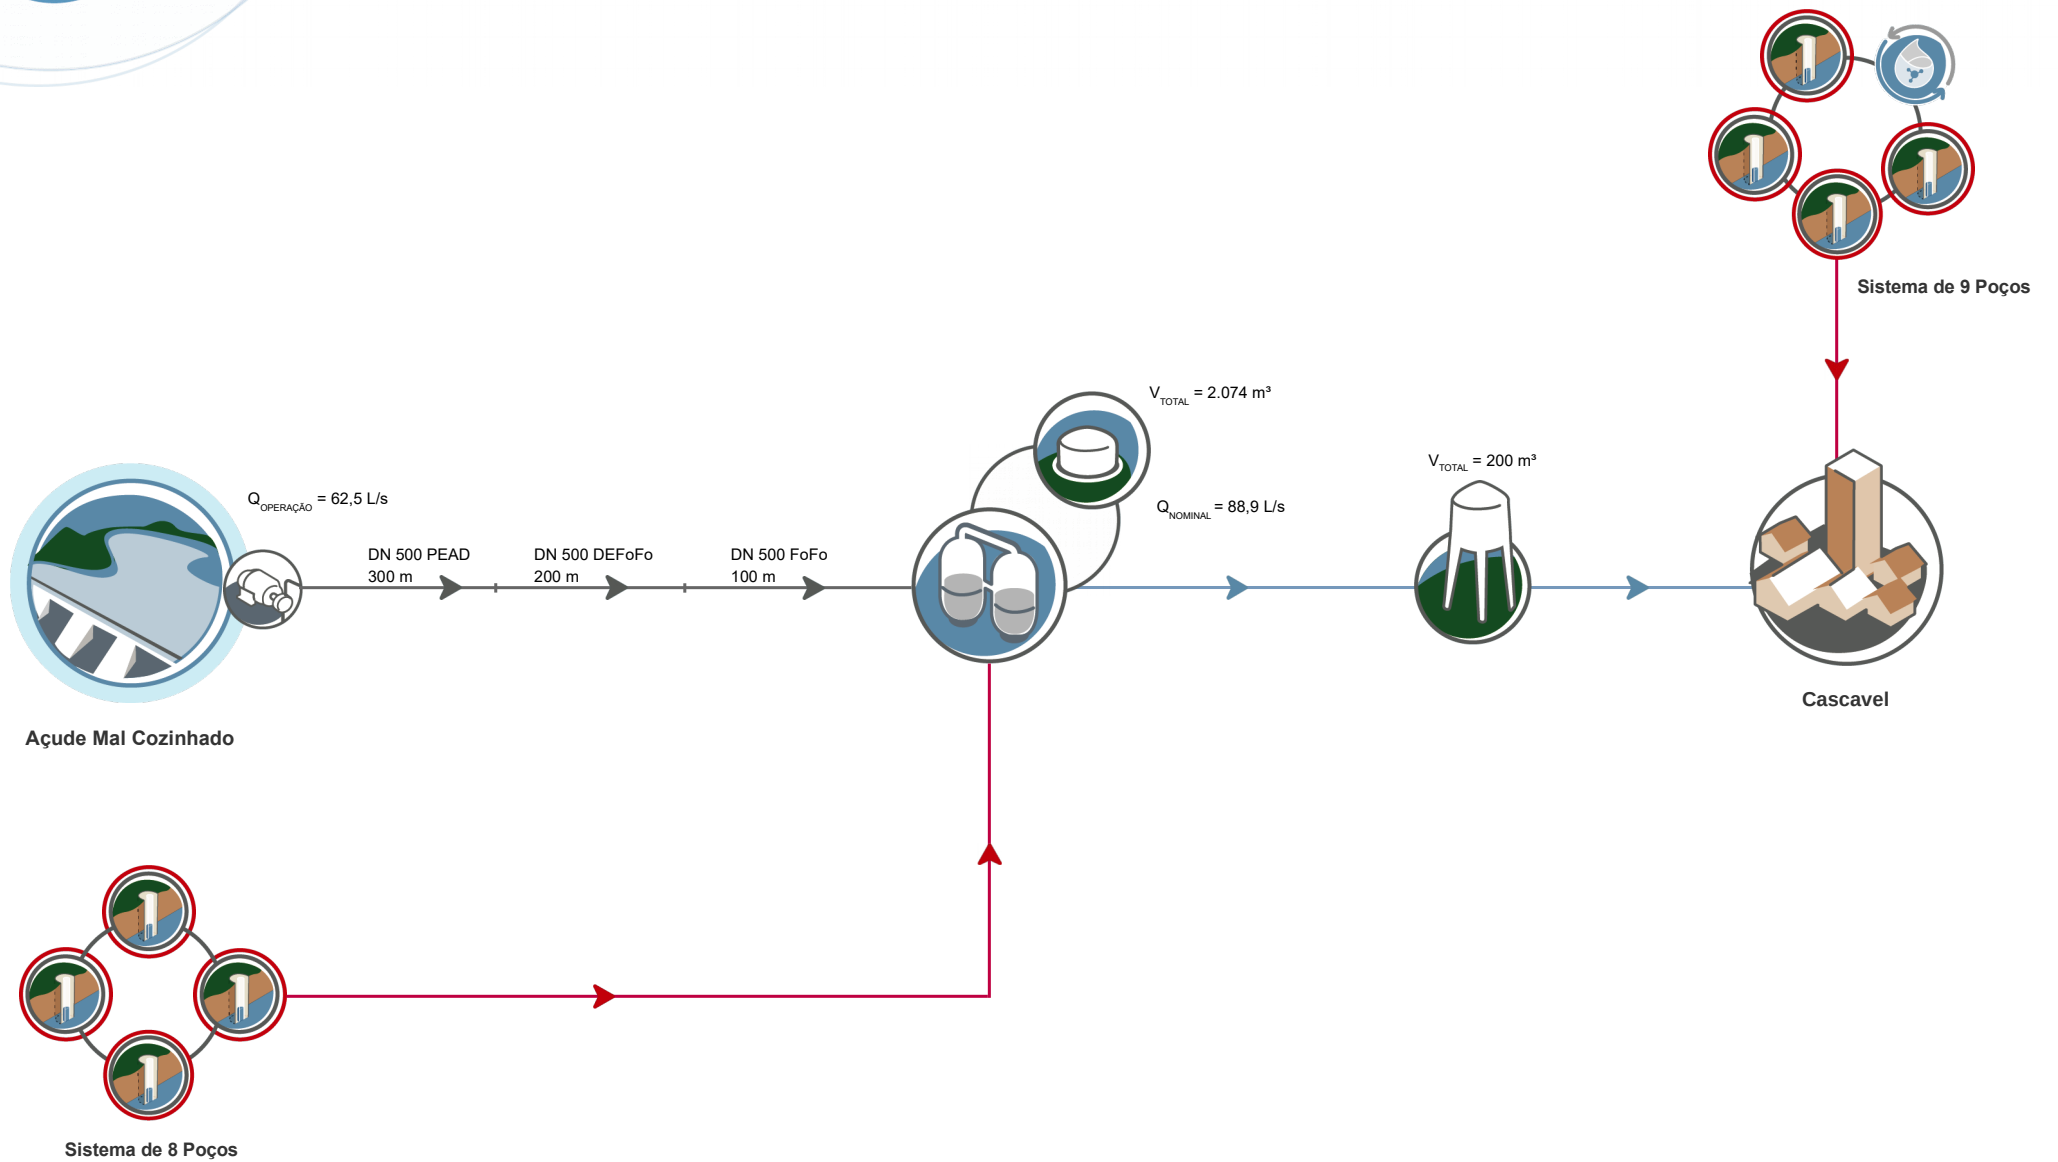 Sistema de 9 Poços
V TOTAL = 2.074 m³
V TOTAL = 200 m³
Q OPERAÇÃO = 62,5 L/s
Q NOMINAL = 88,9 L/s
DN 500 PEAD
300 m
DN 500 DEFoFo
200 m
DN 500 FoFo
100 m
Cascavel
Açude Mal Cozinhado
Sistema de 8 Poços